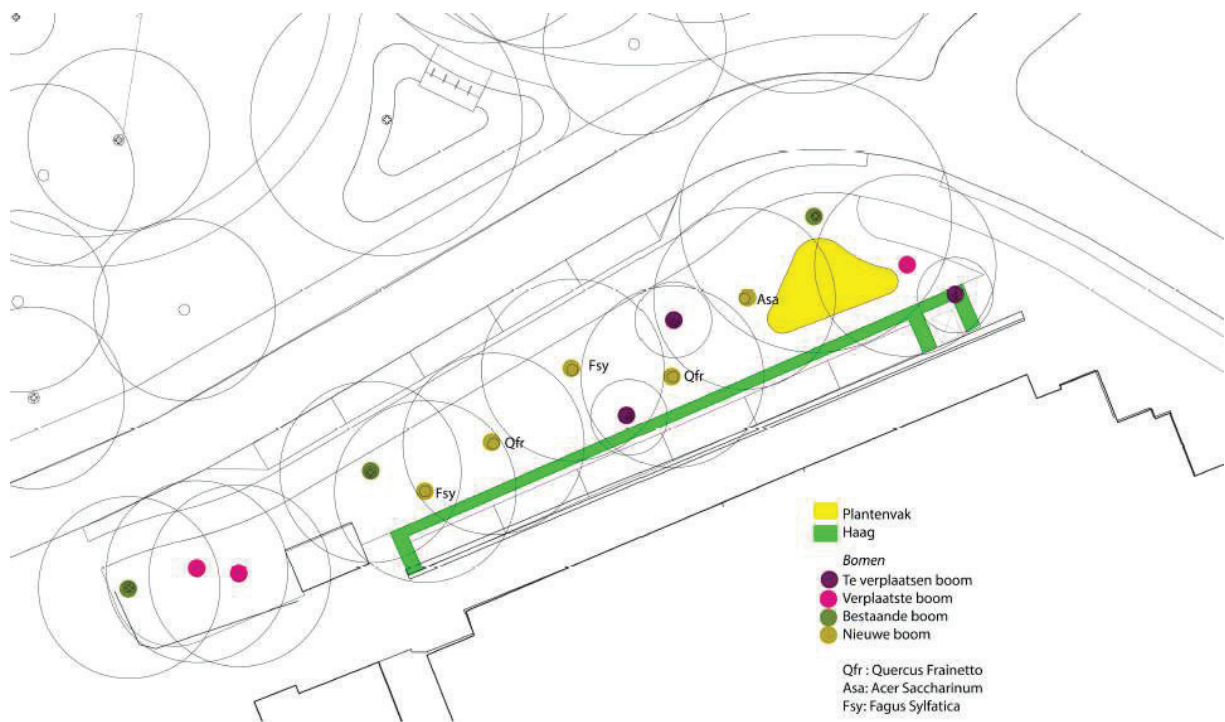 Asa
Fsy
Qfr
Qfr
Fsy
Plantenvak
Haag
Bomen
Te verplaatsen boom
Verplaatste boom
Bestaande boom
Nieuwe boom
Qfr : Quercus Frainetto
Asa: Acer Saccharinum
Fsy: Fagus Sylfatica